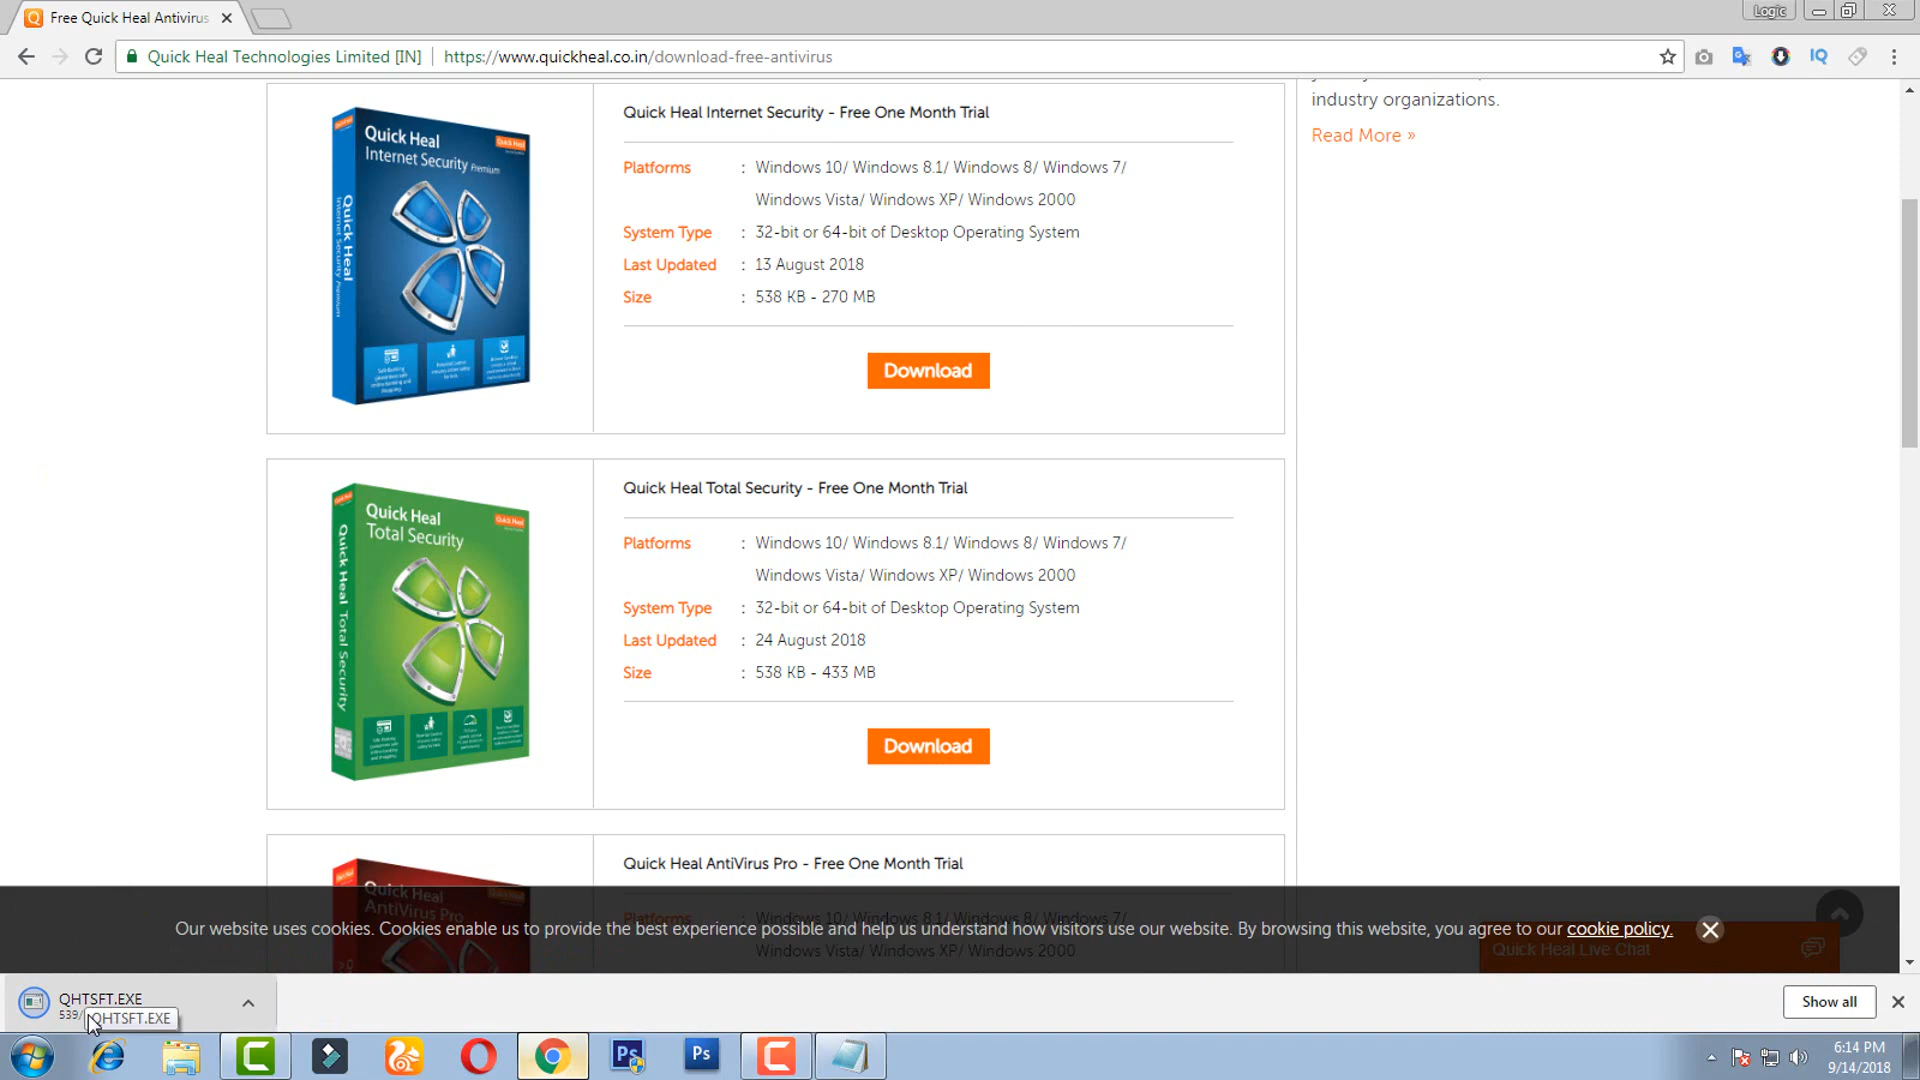 Free Quick Heal Antivirus
Logic
Quick Heal Technologies Limited [IN]
https://www.quickheal.co.in/download-free-antivirus
IQ
industry organizations.
Read More »
Quick Heal
Internet Security Premium
Quick Heal
Quick Heal
Internet Security Premium
Quick Heal Internet Security - Free One Month Trial
Platforms : Windows 10/ Windows 8.1/ Windows 8/ Windows 7/
Windows Vista/ Windows XP/ Windows 2000
System Type : 32-bit or 64-bit of Desktop Operating System
Last Updated : 13 August 2018
Size : 538 KB - 270 MB
Download
Quick Heal
Total Security
Quick Heal
Quick Heal Total Security
Quick Heal Total Security - Free One Month Trial
Platforms : Windows 10/ Windows 8.1/ Windows 8/ Windows 7/
Windows Vista/ Windows XP/ Windows 2000
System Type : 32-bit or 64-bit of Desktop Operating System
Last Updated : 24 August 2018
Size : 538 KB - 433 MB
Download
Quick Heal
AntiVirus Pro
Quick Heal AntiVirus Pro - Free One Month Trial
Platforms : Windows 10/ Windows 8.1/ Windows 8/ Windows 7/
Windows Vista/ Windows XP/ Windows 2000
Our website uses cookies. Cookies enable us to provide the best experience possible and help us understand how visitors use our website. By browsing this website, you agree to our cookie policy.
Quick Heal Live Chat
QHTSFT.EXE
539/
QHTSFT.EXE
Show all
Ps
Ps
6:14 PM
9/14/2018